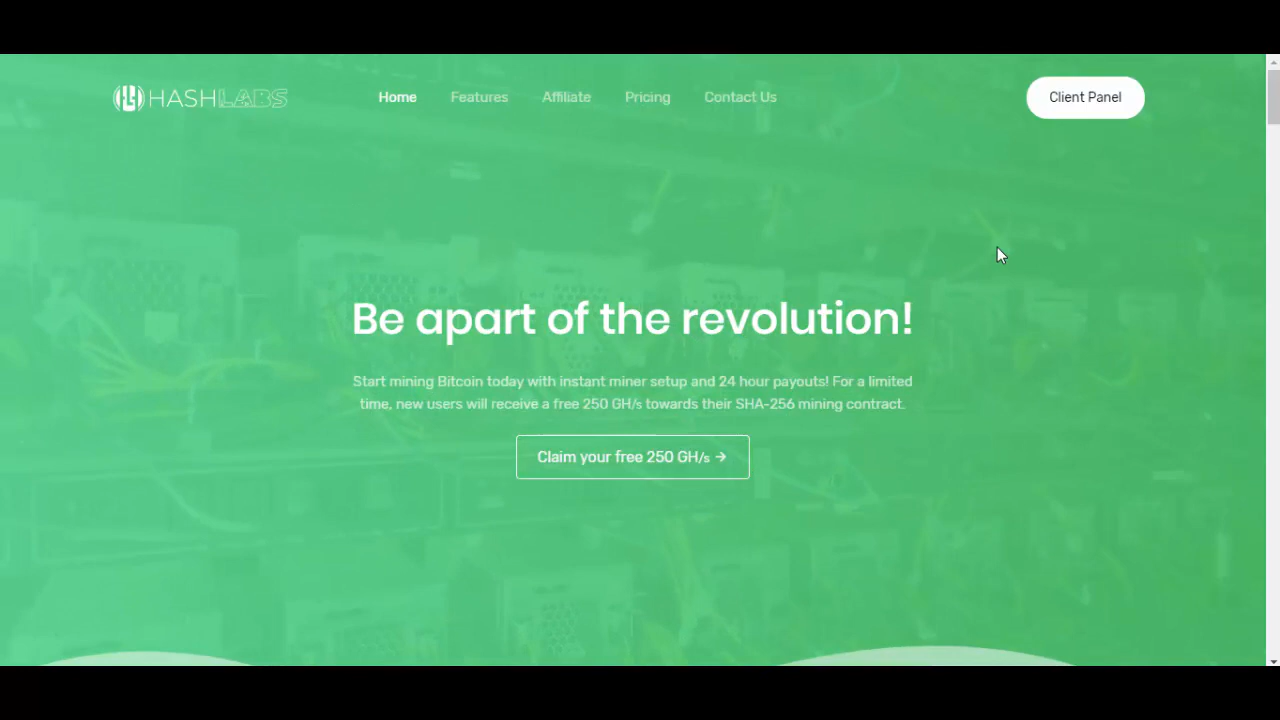 HASHLABS
Home
Features
Affiliate
Pricing
Contact Us
Client Panel
Be apart of the revolution!
Start mining Bitcoin today with instant miner setup and 24 hour payouts! For a limited
time, new users will receive a free 250 GH/s towards their SHA-256 mining contract.
Claim your free 250 GH/s →